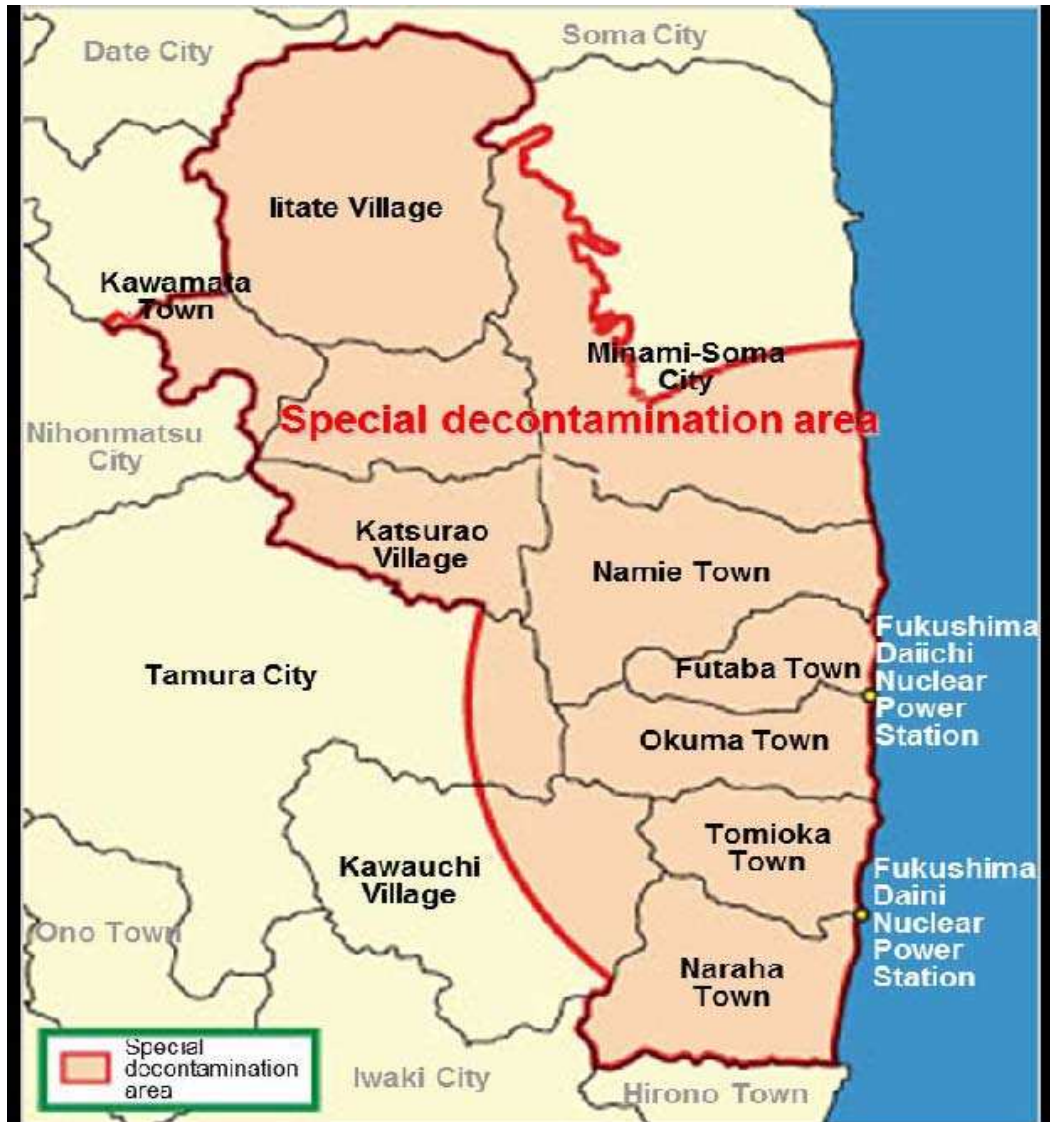 Date City
Soma City
Iitate Village
Kawamata
Town
Minami-Soma
City
Special decontamination area
Nihonmatsu
City
Katsurao
Village
Namie Town
Fukushima
Daiichi
Nuclear
Power
Station
Futaba Town
Tamura City
Okuma Town
Tomioka
Town
Kawauchi
Village
Fukushima
Daini
Nuclear
Power
Station
Ono Town
Naraha
Town
Special
decontamination
area
Iwaki City
Hirono Town